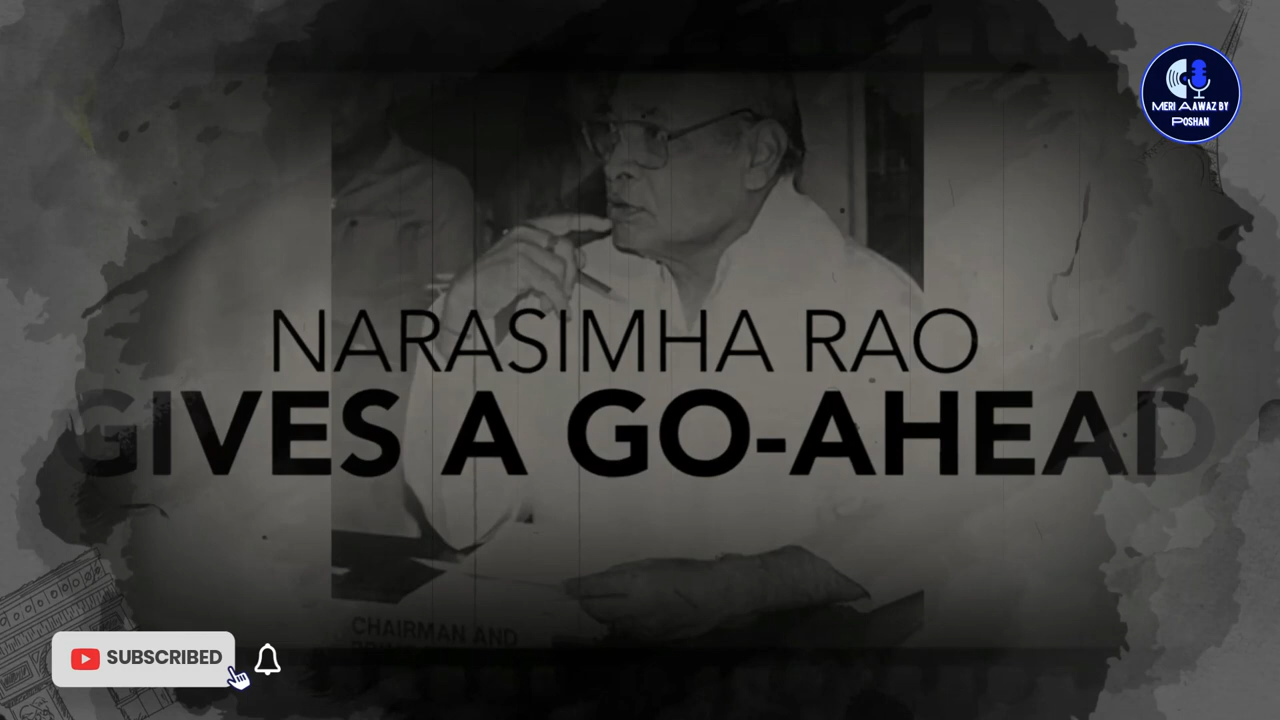 MERI AAWAZ BY
POSHAN
NARASIMHA RAO
GIVES A GO-AHEAD
CHAIRMAN AND
SUBSCRIBED